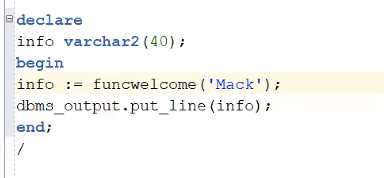 declare
info varchar2(40);
begin
info := funcwelcome('Mack');
dbms_output.put_line(info);
end;
/